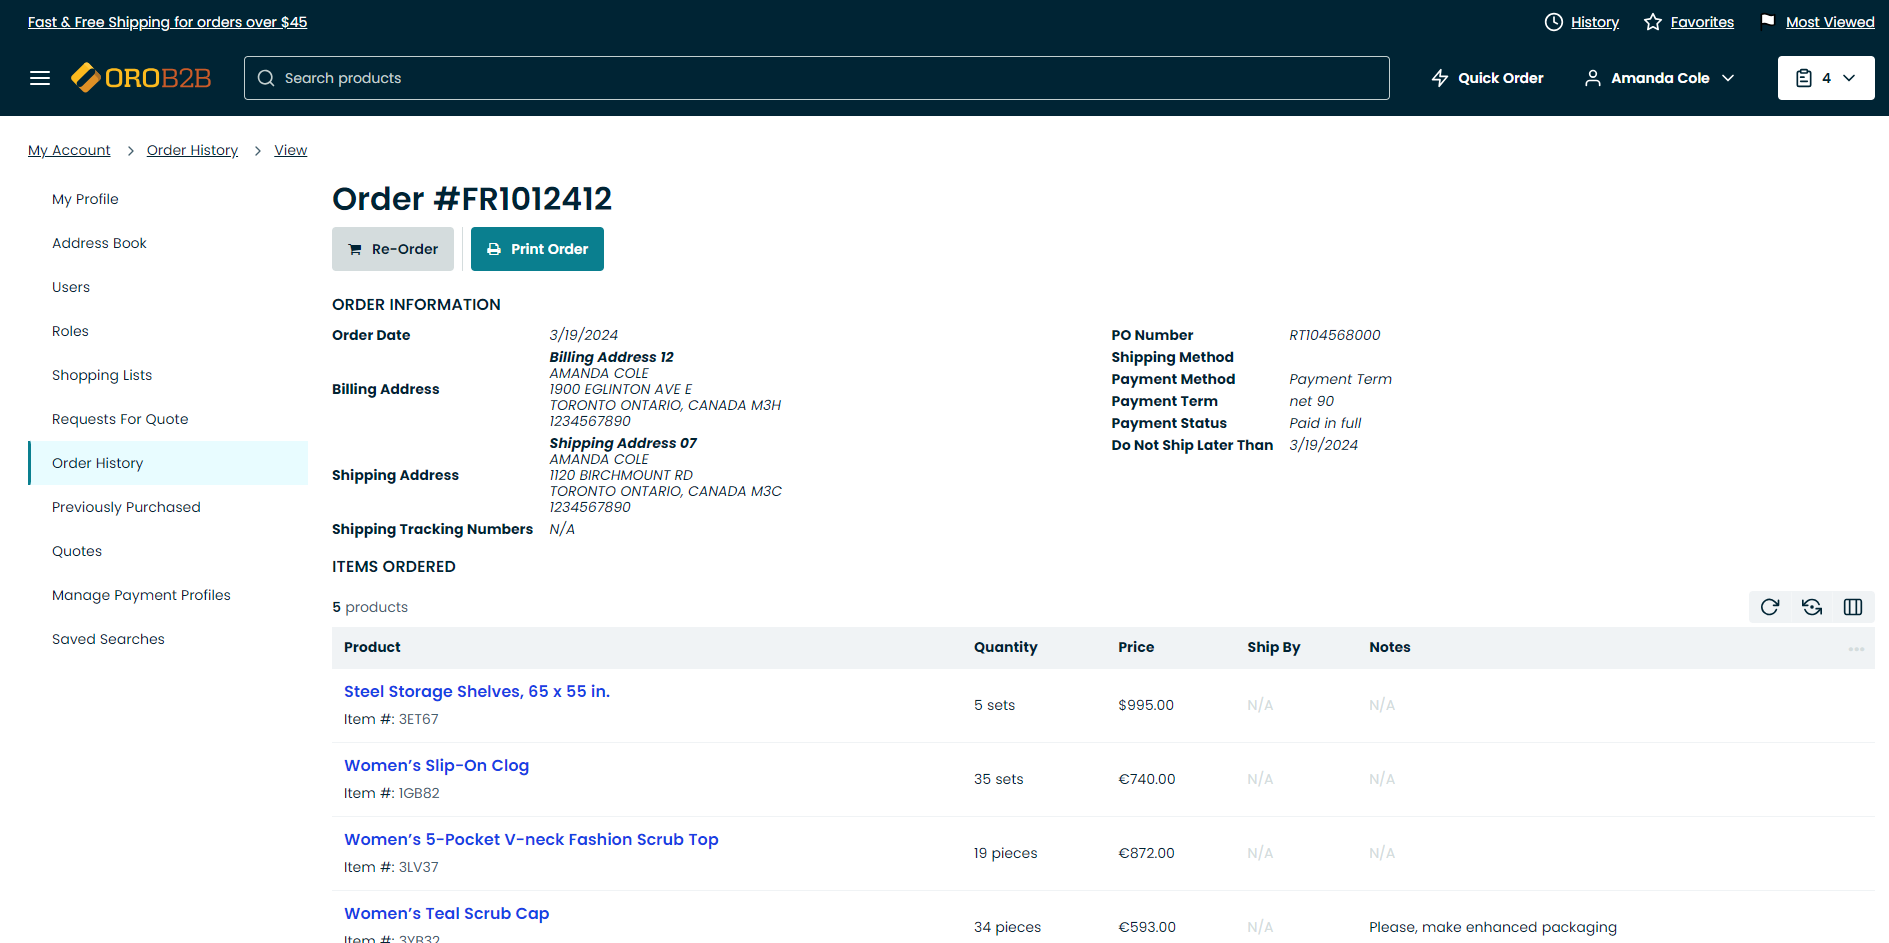 Fast & Free Shipping for orders over $45
History
Favorites
Most Viewed
OROB2B
Search products
Quick Order
Amanda Cole
4
My Account > Order History > View
My Profile
Address Book
Users
Roles
Shopping Lists
Requests For Quote
Order History
Previously Purchased
Quotes
Manage Payment Profiles
Saved Searches
Order #FR1012412
Re-Order
Print Order
ORDER INFORMATION
Order Date 3/19/2024
Billing Address
Billing Address 12
AMANDA COLE
1900 EGLINTON AVE E
TORONTO ONTARIO, CANADA M3H
1234567890
Shipping Address
Shipping Address 07
AMANDA COLE
1120 BIRCHMOUNT RD
TORONTO ONTARIO, CANADA M3C
1234567890
Shipping Tracking Numbers N/A
PO Number RT104568000
Shipping Method
Payment Method Payment Term
Payment Term net 90
Payment Status Paid in full
Do Not Ship Later Than 3/19/2024
ITEMS ORDERED
5 products
Product Quantity Price Ship By Notes
Steel Storage Shelves, 65 x 55 in.
Item #: 3ET67
5 sets $995.00 N/A N/A
Women’s Slip-On Clog
Item #: 1GB82
35 sets €740.00 N/A N/A
Women’s 5-Pocket V-neck Fashion Scrub Top
Item #: 3LV37
19 pieces €872.00 N/A N/A
Women’s Teal Scrub Cap
Item #: 3YB32
34 pieces €593.00 N/A Please, make enhanced packaging